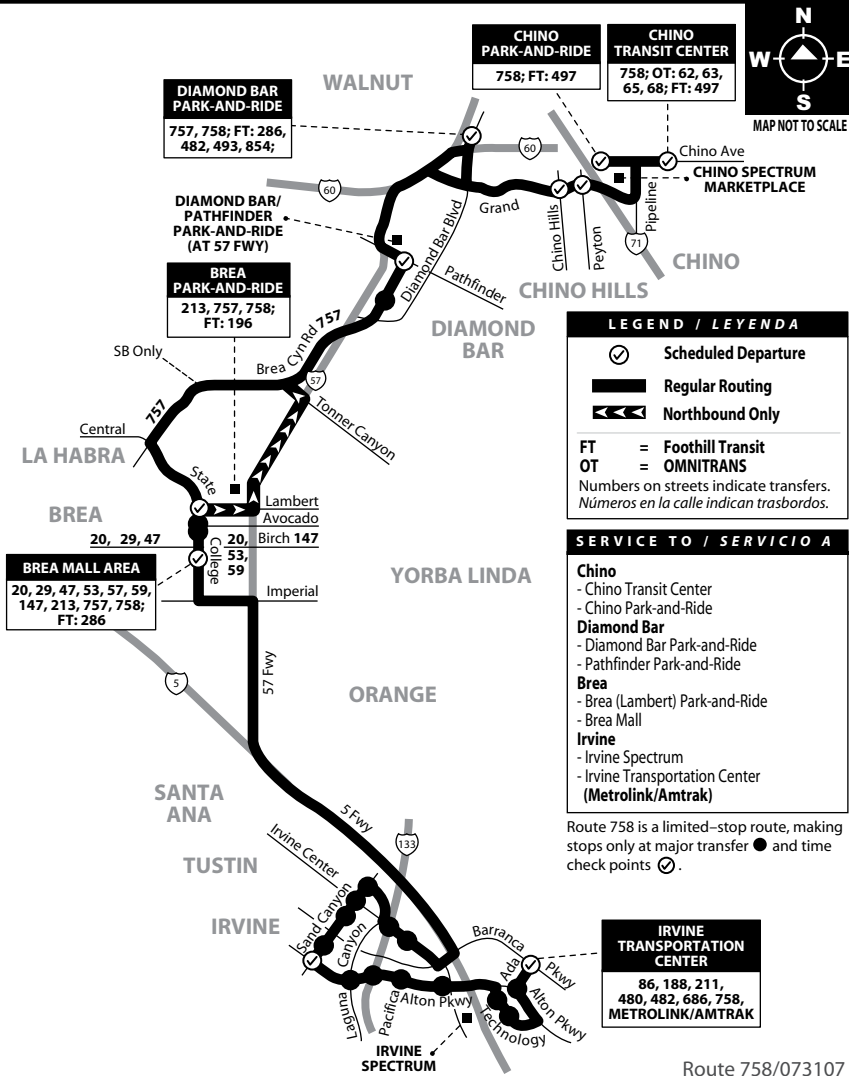 CHINO
PARK-AND-RIDE
758; FT: 497
CHINO
TRANSIT CENTER
758; OT: 62, 63,
65, 68; FT: 497
N
W
E
S
MAP NOT TO SCALE
WALNUT
DIAMOND BAR
PARK-AND-RIDE
757, 758; FT: 286,
482, 493, 854;
60
60
Chino Ave
CHINO SPECTRUM
MARKETPLACE
DIAMOND BAR/
PATHFINDER
PARK-AND-RIDE
(AT 57 FWY)
Diamond Bar Blvd
Grand
Chino Hills
Peyton
Pipeline
71
CHINO
Pathfinder
CHINO HILLS
BREA
PARK-AND-RIDE
213, 757, 758;
FT: 196
DIAMOND
BAR
SB Only
Brea Cyn Rd 757
57
Tonner Canyon
757
Central
LA HABRA
State
Lambert
Avocado
BREA
20, 29, 47
College
20,
53,
59
Birch 147
BREA MALL AREA
20, 29, 47, 53, 57, 59,
147, 213, 757, 758;
FT: 286
YORBA LINDA
Imperial
57 Fwy
5
ORANGE
LEGEND / LEYENDA
Scheduled Departure
Regular Routing
Northbound Only
FT = Foothill Transit
OT = OMNITRANS
Numbers on streets indicate transfers.
Números en la calle indican trasbordos.
SERVICE TO / SERVICIO A
Chino
- Chino Transit Center
- Chino Park-and-Ride
Diamond Bar
- Diamond Bar Park-and-Ride
- Pathfinder Park-and-Ride
Brea
- Brea (Lambert) Park-and-Ride
- Brea Mall
Irvine
- Irvine Spectrum
- Irvine Transportation Center
(Metrolink/Amtrak)
Route 758 is a limited–stop route, making
stops only at major transfer and time
check points .
SANTA
ANA
5 Fwy
133
Irvine Center
TUSTIN
IRVINE
Sand Canyon
Canyon
Laguna
Pacifica
Alton Pkwy
Barranca
Pkwy
Ada
Alton Pkwy
Technology
IRVINE
SPECTRUM
IRVINE
TRANSPORTATION
CENTER
86, 188, 211,
480, 482, 686, 758,
METROLINK/AMTRAK
Route 758/073107